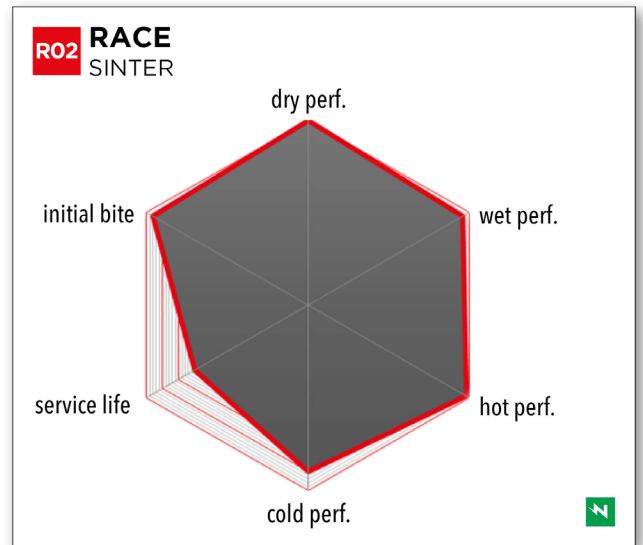 R02 RACE
SINTER
dry perf.
initial bite
wet perf.
service life
hot perf.
cold perf.